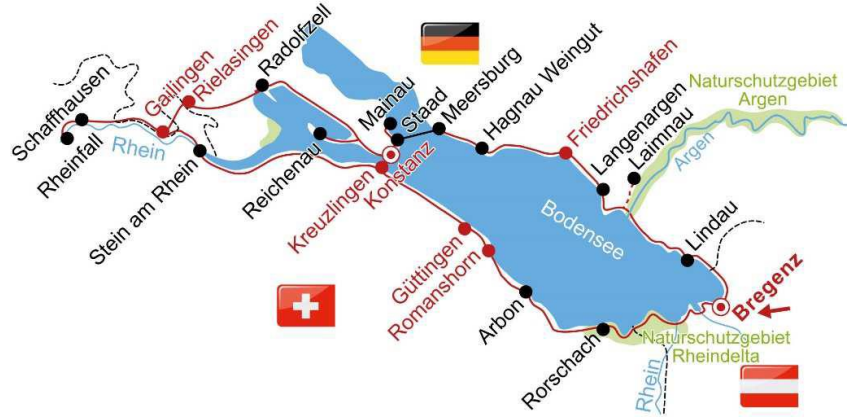 Schaffhausen
Rheinfall
Rhein
Gailingen
Rielasingen
Radolfzell
Stein am Rhein
Reichenau
Mainau
Staad
Meersburg
Konstanz
Kreuzlingen
Hagnau Weingut
Friedrichshafen
Langenargen
Laimnau
Naturschutzgebiet
Argen
Argen
Bodensee
Lindau
Güttingen
Romanshorn
Arbon
Rorschach
Bregenz
Naturschutzgebiet
Rheindelta
Rhein